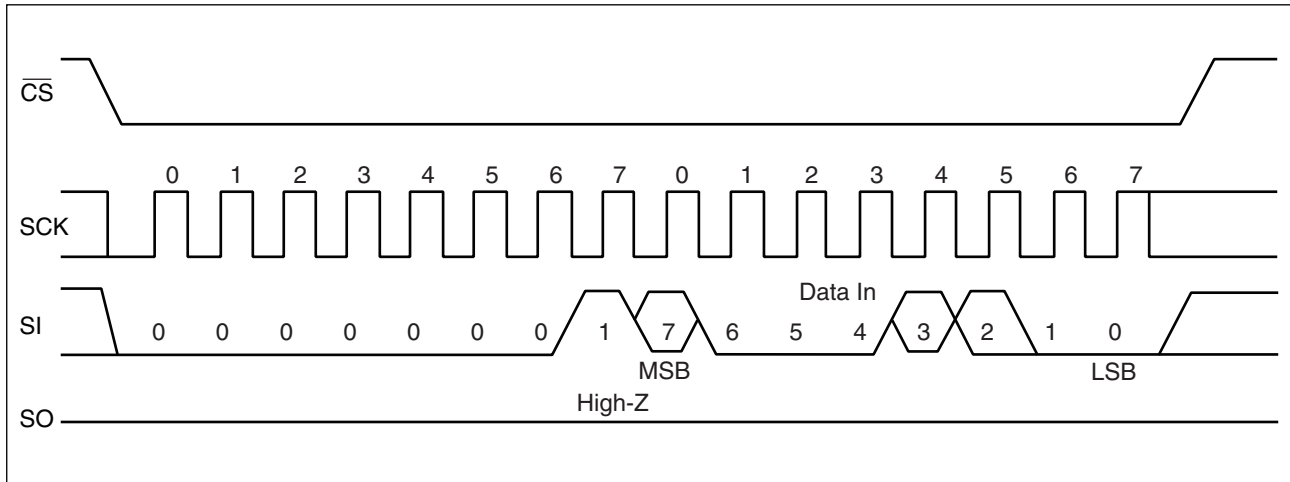 C̅S̅
0 1 2 3 4 5 6 7 0 1 2 3 4 5 6 7
SCK
Data In
SI 0 0 0 0 0 0 0 1 7 6 5 4 3 2 1 0
MSB LSB
High-Z
SO